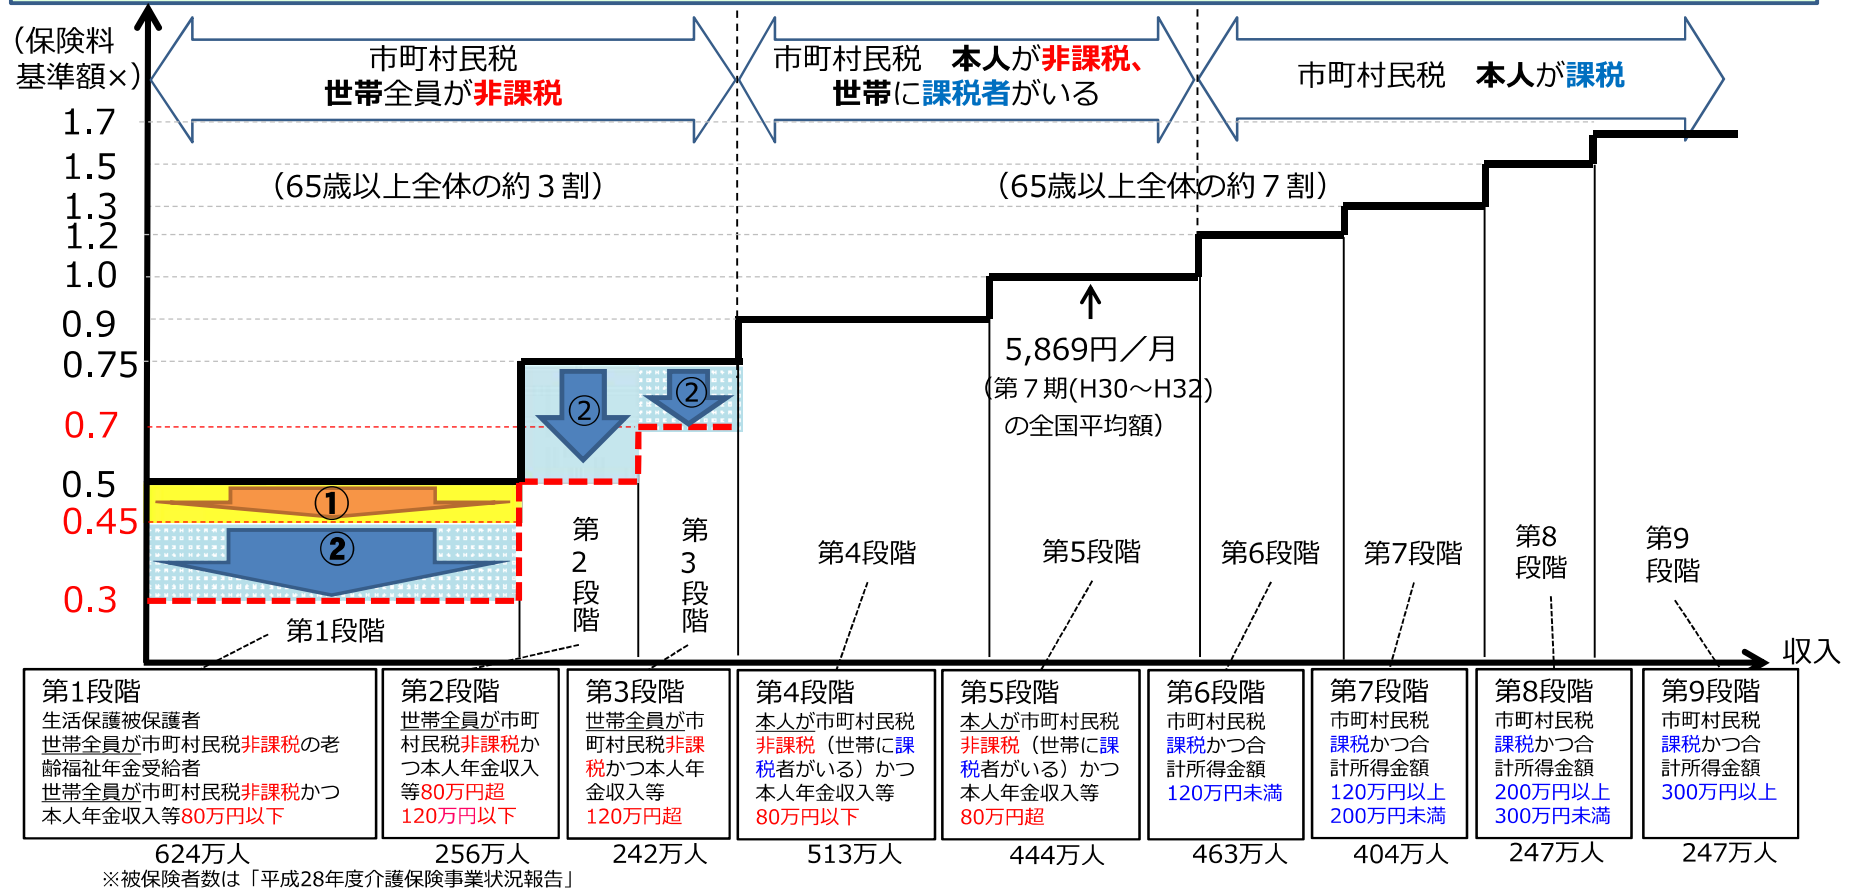 （保険料
基準額×）
市町村民税
世帯全員が非課税
市町村民税　本人が非課税、
世帯に課税者がいる
市町村民税　本人が課税
1.7
1.5
1.3
1.2
1.0
0.9
0.75
0.7
0.5
0.45
0.3
（65歳以上全体の約３割）
（65歳以上全体の約７割）
5,869円／月
（第７期(H30～H32)
の全国平均額）
①
②
②
②
第1段階
第2段階
第3段階
第4段階
第5段階
第6段階
第7段階
第8
段階
第9
段階
収入
第1段階
生活保護被保護者
世帯全員が市町村民税非課税の老
齢福祉年金受給者
世帯全員が市町村民税非課税かつ
本人年金収入等80万円以下
第2段階
世帯全員が市町
村民税非課税か
つ本人年金収入
等80万円超
120万円以下
第3段階
世帯全員が市
町村民税非課
税かつ本人年
金収入等
120万円超
第4段階
本人が市町村民税
非課税（世帯に課
税者がいる）かつ
本人年金収入等
80万円以下
第5段階
本人が市町村民税
非課税（世帯に課
税者がいる）かつ
本人年金収入等
80万円超
第6段階
市町村民税
課税かつ合
計所得金額
120万円未満
第7段階
市町村民税
課税かつ合
計所得金額
120万円以上
200万円未満
第8段階
市町村民税
課税かつ合
計所得金額
200万円以上
300万円未満
第9段階
市町村民税
課税かつ合
計所得金額
300万円以上
624万人
256万人
242万人
513万人
444万人
463万人
404万人
247万人
247万人
※被保険者数は「平成28年度介護保険事業状況報告」